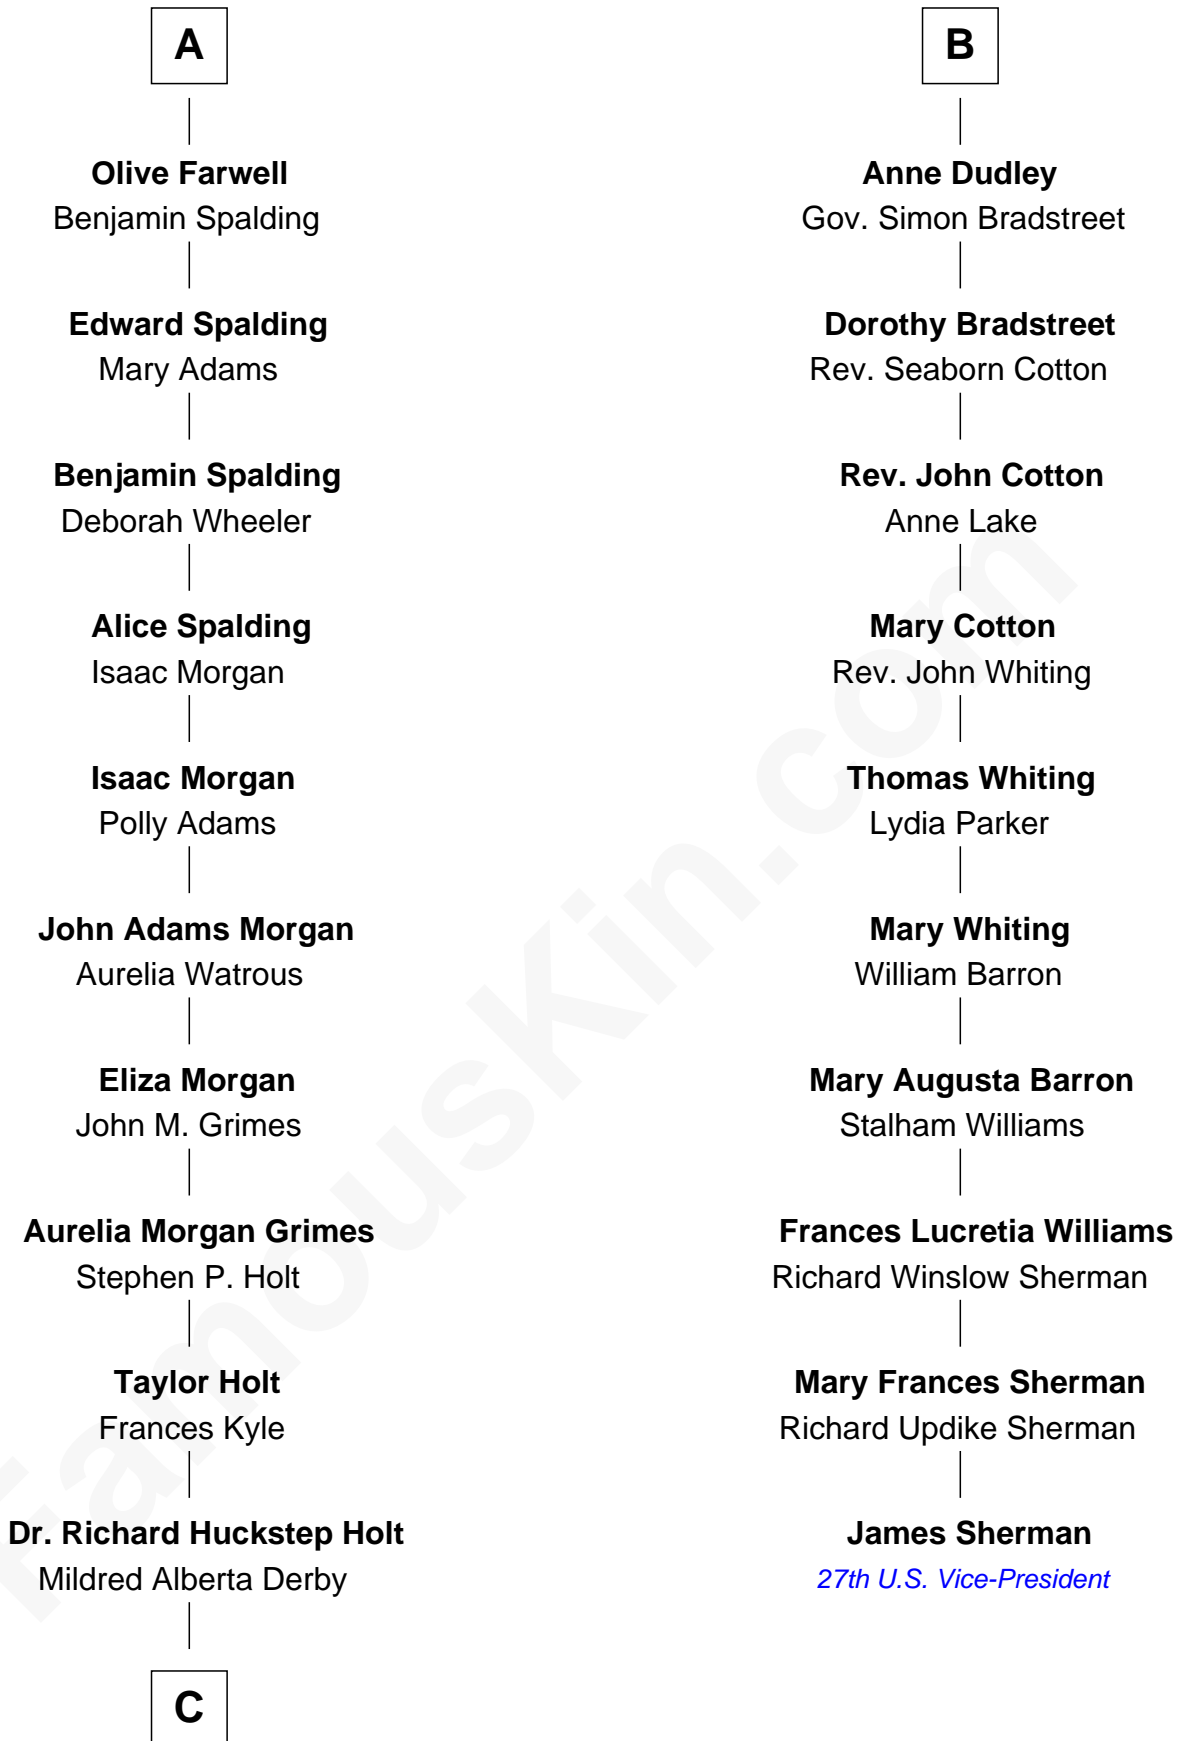 A
Olive Farwell
Benjamin Spalding
Edward Spalding
Mary Adams
Benjamin Spalding
Deborah Wheeler
Alice Spalding
Isaac Morgan
Isaac Morgan
Polly Adams
John Adams Morgan
Aurelia Watrous
Eliza Morgan
John M. Grimes
Aurelia Morgan Grimes
Stephen P. Holt
Taylor Holt
Frances Kyle
Dr. Richard Huckstep Holt
Mildred Alberta Derby
C
B
Anne Dudley
Gov. Simon Bradstreet
Dorothy Bradstreet
Rev. Seaborn Cotton
Rev. John Cotton
Anne Lake
Mary Cotton
Rev. John Whiting
Thomas Whiting
Lydia Parker
Mary Whiting
William Barron
Mary Augusta Barron
Stalham Williams
Frances Lucretia Williams
Richard Winslow Sherman
Mary Frances Sherman
Richard Updike Sherman
James Sherman
27th U.S. Vice-President
FamousKin.com